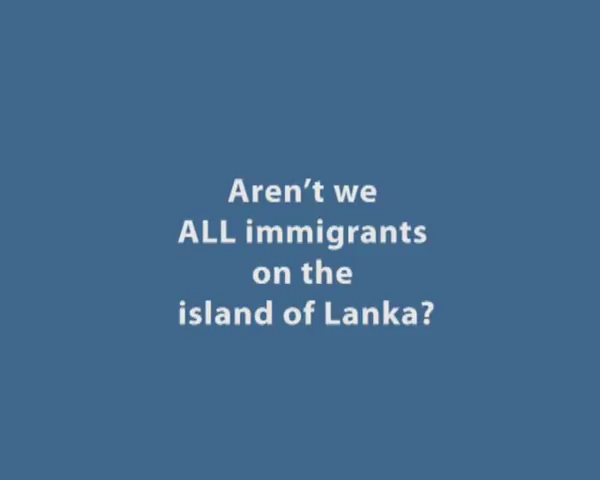 Aren’t we
ALL immigrants
on the
island of Lanka?